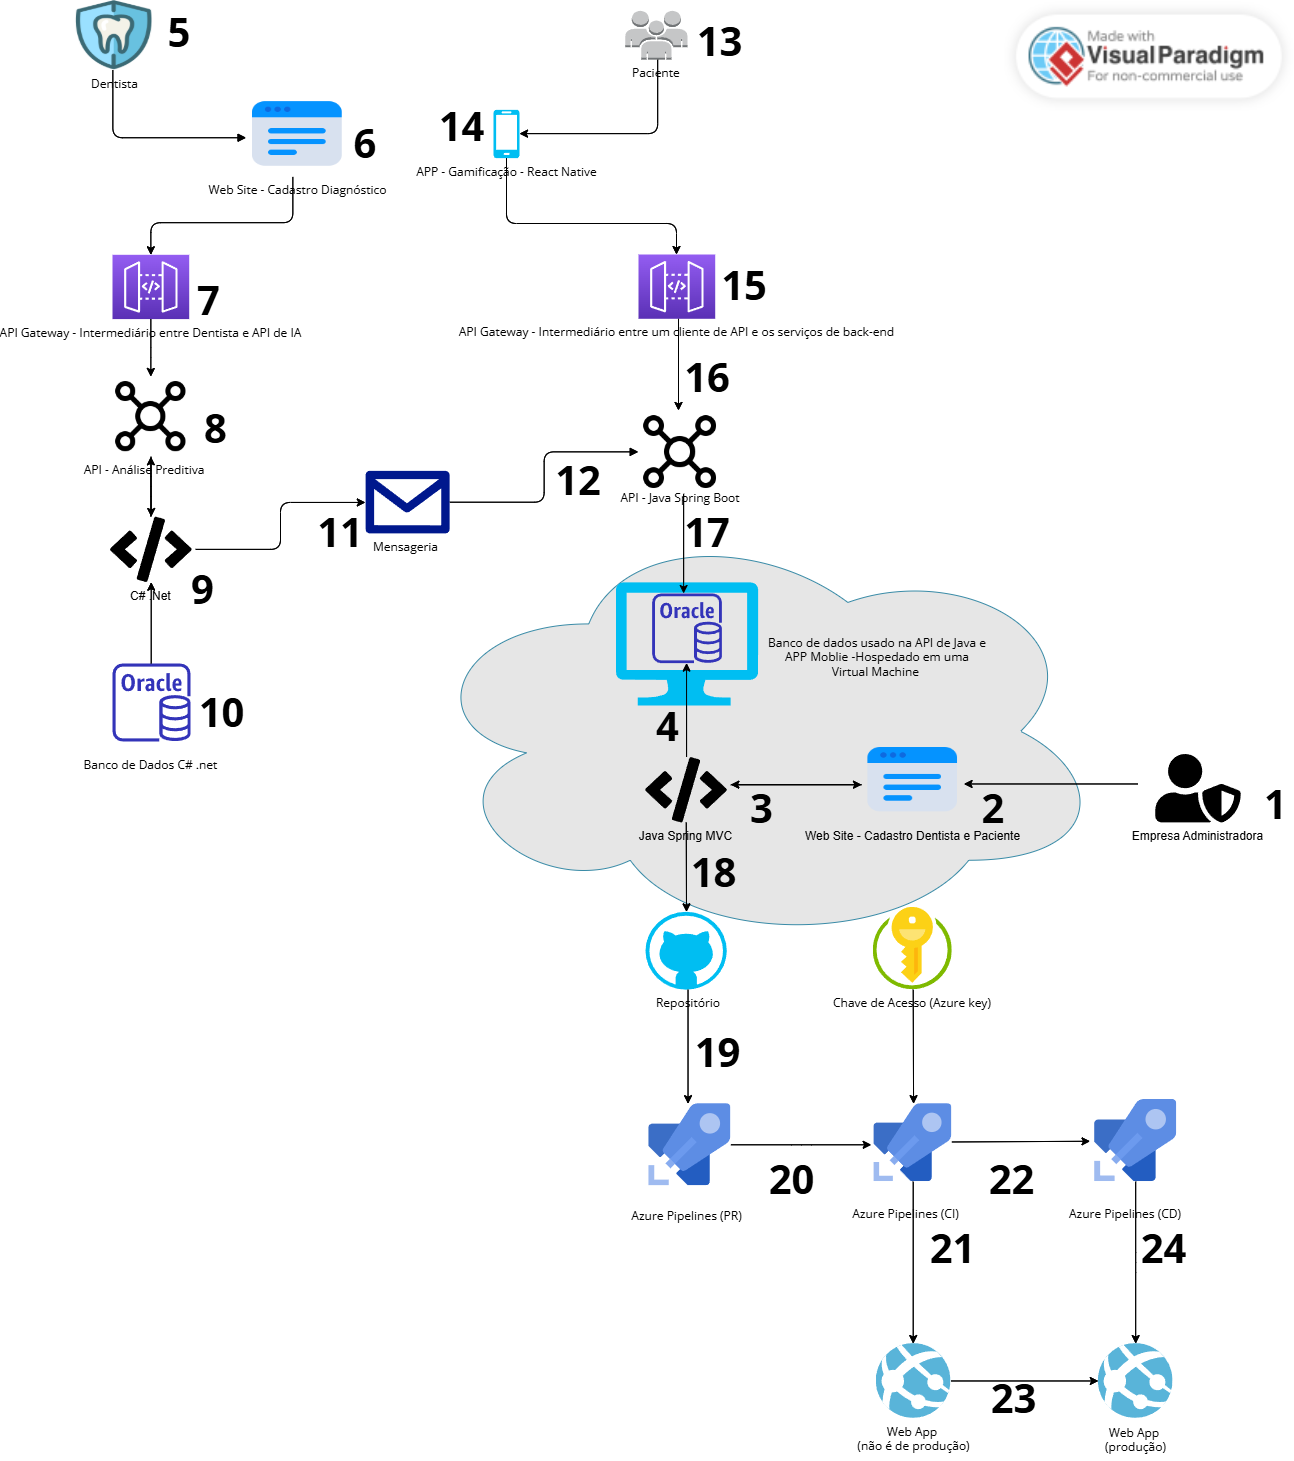 5
Dentista
13
Paciente
Made with
Visual Paradigm
For non-commercial use
6
Web Site - Cadastro Diagnóstico
14
APP - Gamificação - React Native
7
API Gateway - Intermediário entre Dentista e API de IA
15
API Gateway - Intermediário entre um cliente de API e os serviços de back-end
16
8
API - Análise Preditiva
12
API - Java Spring Boot
11
Mensageria
17
9
C# .Net
Oracle
10
Banco de Dados C# .net
Oracle
Banco de dados usado na API de Java e
APP Moblie -Hospedado em uma
Virtual Machine
4
3
Java Spring MVC
2
Web Site - Cadastro Dentista e Paciente
1
Empresa Administradora
18
Repositório
Chave de Acesso (Azure key)
19
20
22
Azure Pipelines (PR)
Azure Pipelines (CI)
Azure Pipelines (CD)
21
24
23
Web App
(não é de produção)
Web App
(produção)